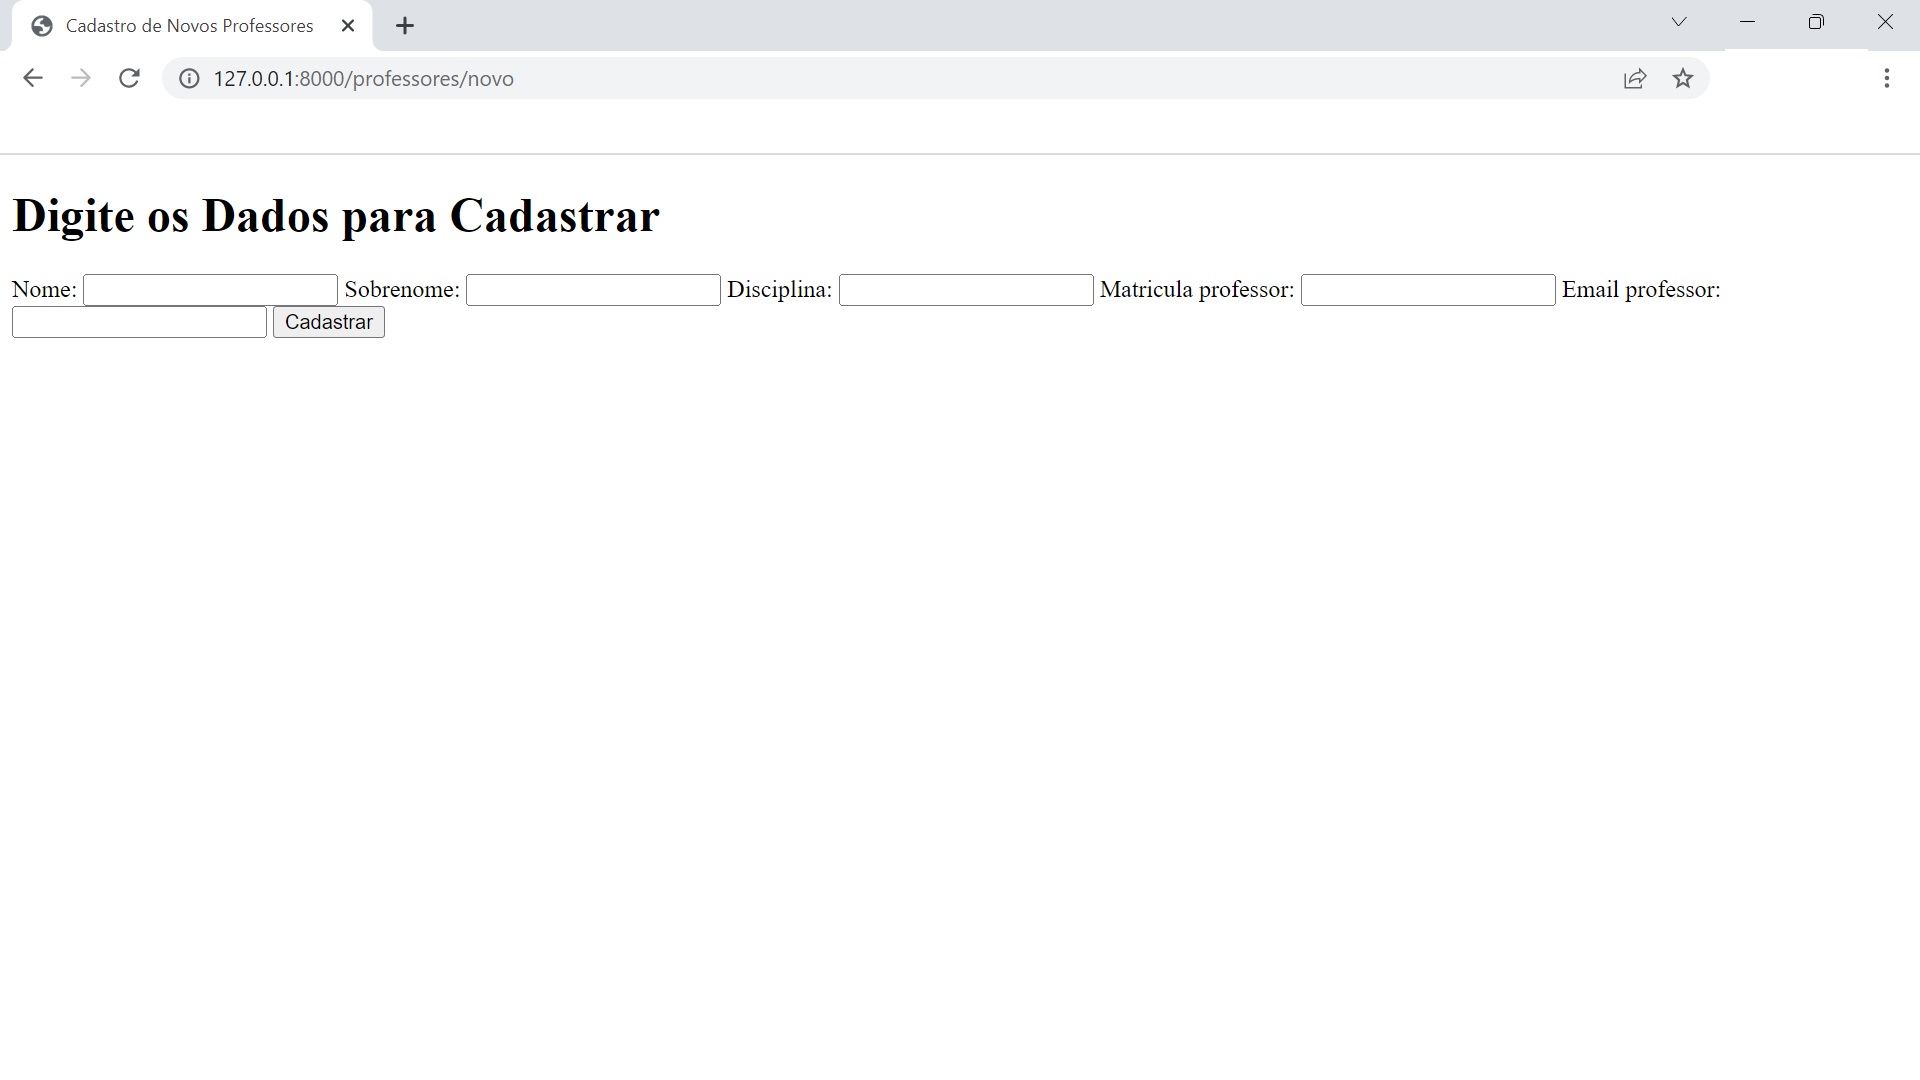 Cadastro de Novos Professores
127.0.0.1:8000/professores/novo
Digite os Dados para Cadastrar
Nome: Sobrenome: Disciplina: Matricula professor: Email professor:
Cadastrar